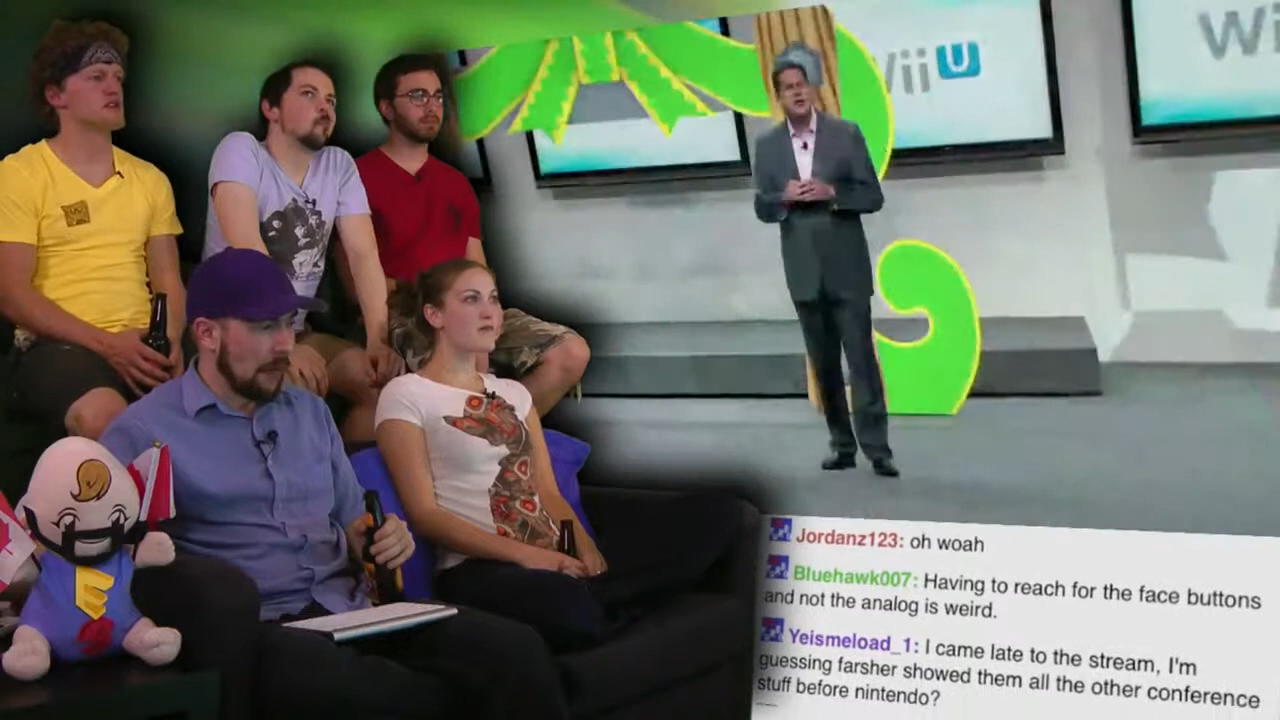 Wii U
Wi
E
9
Jordanz123: oh woah
Bluehawk007: Having to reach for the face buttons
and not the analog is weird.
Yeismeload_1: I came late to the stream, I'm
guessing farsher showed them all the other conference
stuff before nintendo?